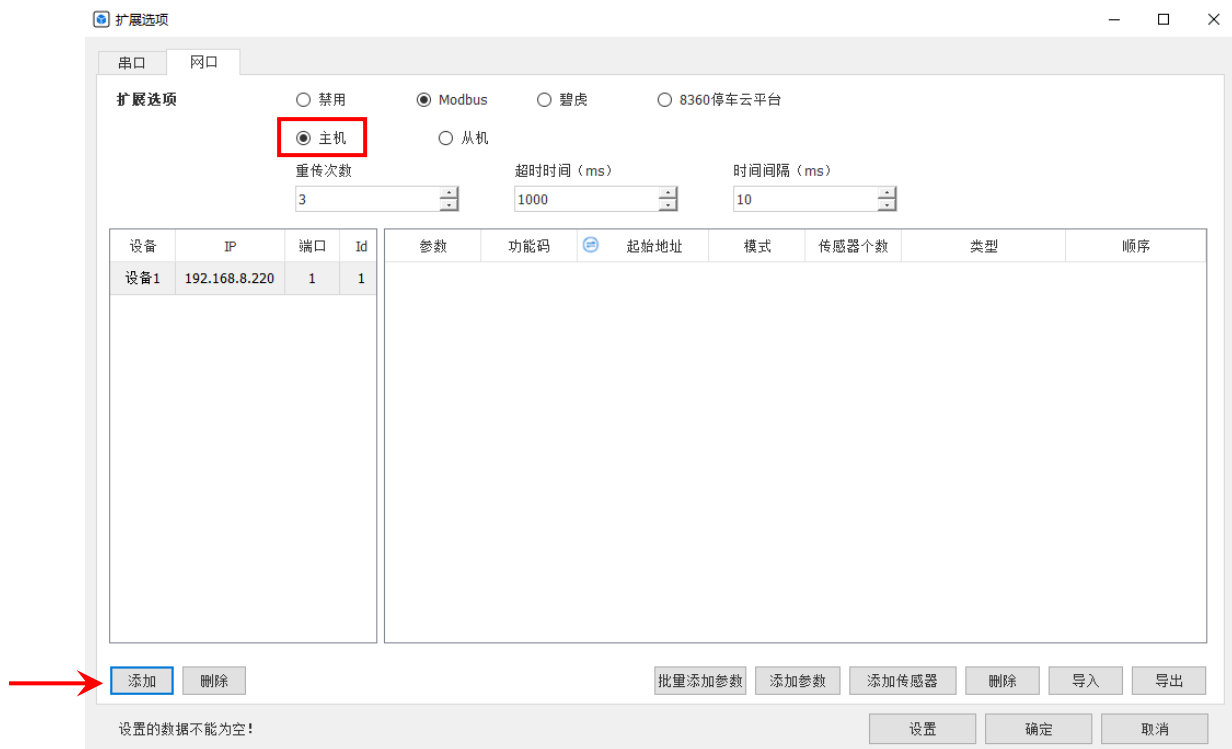 扩展选项
串口 网口
扩展选项 禁用 Modbus 碧虎 8360停车云平台
主机 从机
重传次数 超时时间（ms） 时间间隔（ms）
3 1000 10
设备 IP 端口 Id 参数 功能码 起始地址 模式 传感器个数 类型 顺序
设备1 192.168.8.220 1 1
添加 删除 批量添加参数 添加参数 添加传感器 删除 导入 导出
设置的数据不能为空! 设置 确定 取消